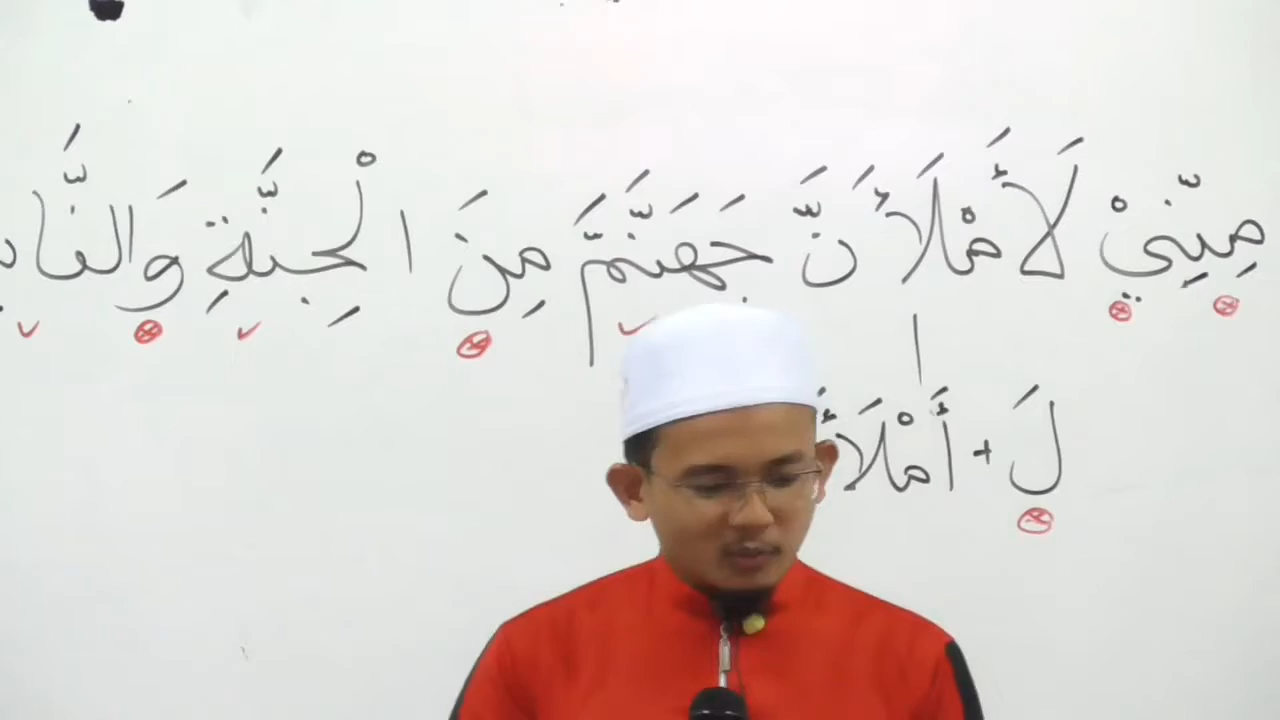 مِنِّيْ لَأَمْلَأَنَّ جَهَنَّمَّ مِنَ الْجِنَّةِ وَالنَّا
لَ + أَمْلَأَ